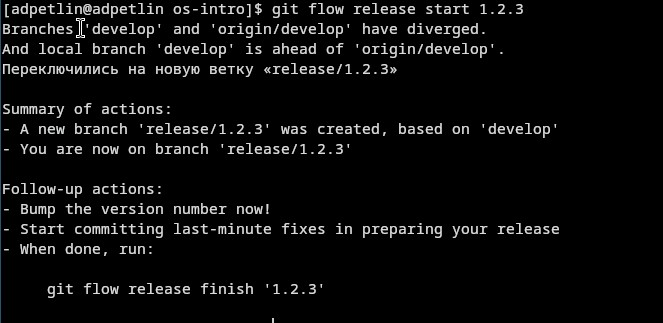 [adpetlin@adpetlin os-intro]$ git flow release start 1.2.3
Branches 'develop' and 'origin/develop' have diverged.
And local branch 'develop' is ahead of 'origin/develop'.
Переключились на новую ветку «release/1.2.3»
Summary of actions:
- A new branch 'release/1.2.3' was created, based on 'develop'
- You are now on branch 'release/1.2.3'
Follow-up actions:
- Bump the version number now!
- Start committing last-minute fixes in preparing your release
- When done, run:
git flow release finish '1.2.3'